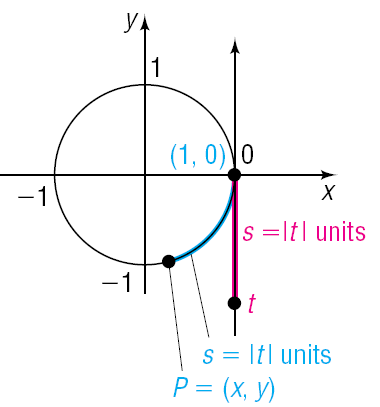 y
1
(1, 0)
0
−1
x
s =|t| units
−1
t
s = |t| units
P = (x, y)